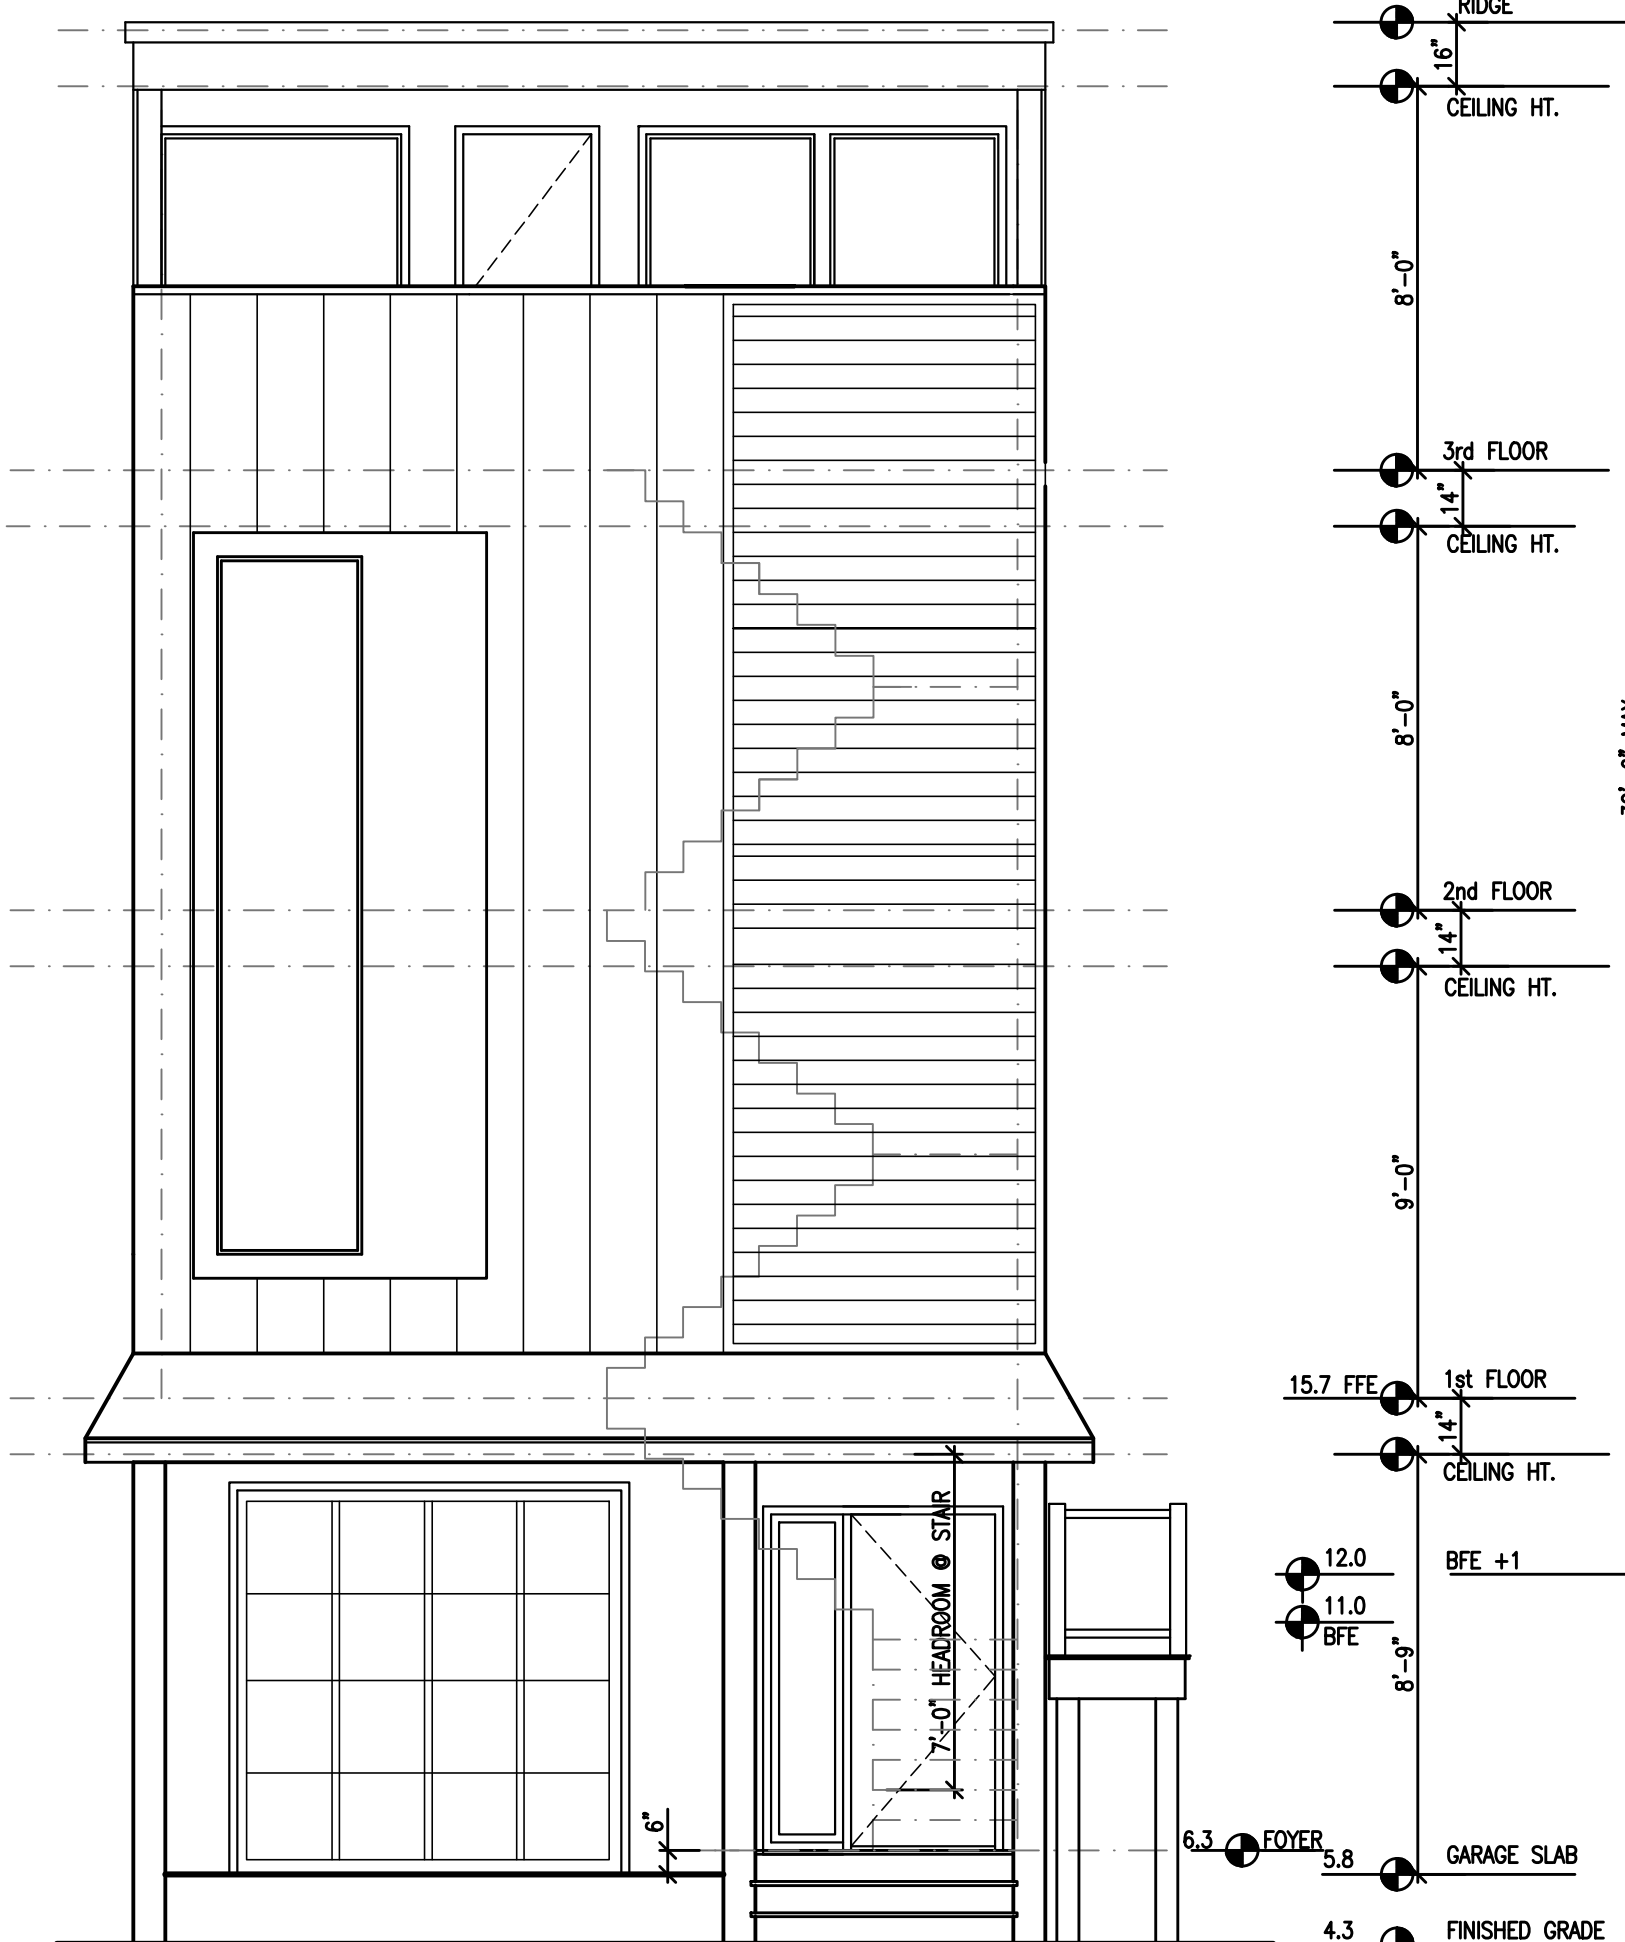 RIDGE
16"
CEILING HT.
8'-0"
3rd FLOOR
14"
CEILING HT.
8'-0"
2nd FLOOR
14"
CEILING HT.
9'-0"
15.7 FFE
1st FLOOR
14"
CEILING HT.
7'-0" HEADROOM @ STAIR
12.0
BFE +1
11.0
BFE
8'-9"
6"
6.3 FOYER
5.8
GARAGE SLAB
4.3
FINISHED GRADE